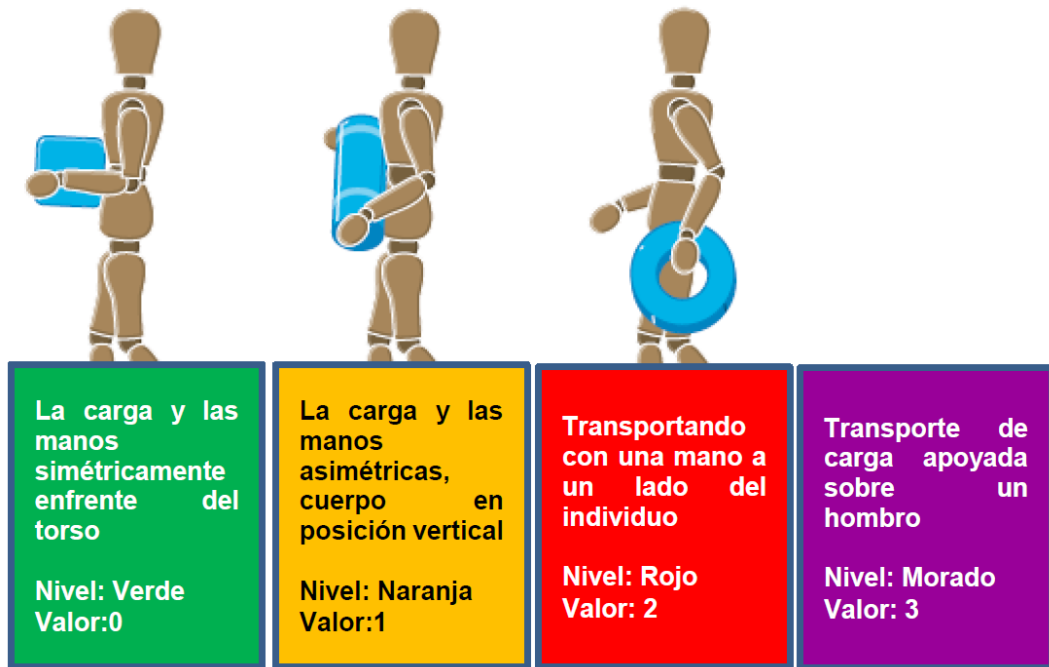 La carga y las
manos
simétricamente
enfrente del
torso
Nivel: Verde
Valor:0
La carga y las
manos
asimétricas,
cuerpo en
posición vertical
Nivel: Naranja
Valor:1
Transportando
con una mano a
un lado del
individuo
Nivel: Rojo
Valor: 2
Transporte de
carga apoyada
sobre un
hombro
Nivel: Morado
Valor: 3